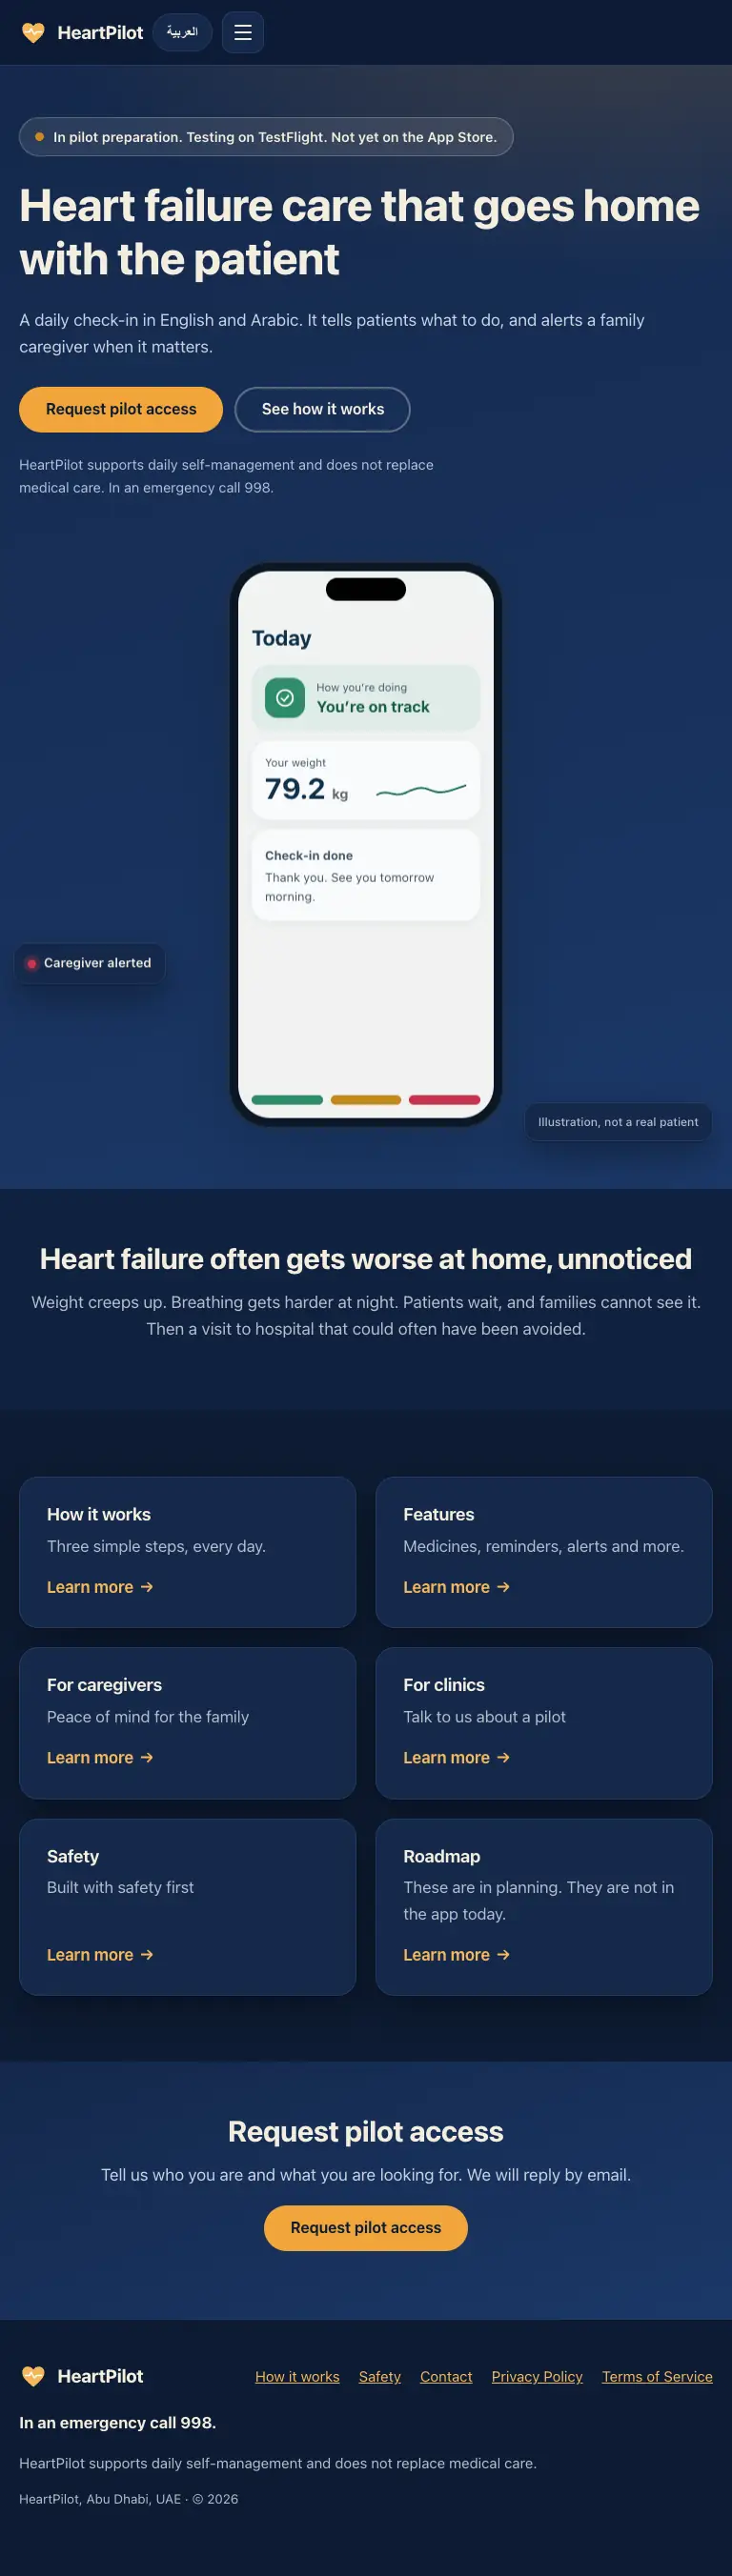 HeartPilot
العربية
In pilot preparation. Testing on TestFlight. Not yet on the App Store.
Heart failure care that goes home
with the patient
A daily check-in in English and Arabic. It tells patients what to do, and alerts a family
caregiver when it matters.
Request pilot access
See how it works
HeartPilot supports daily self-management and does not replace
medical care. In an emergency call 998.
Today
How you're doing
You're on track
Your weight
79.2 kg
Check-in done
Thank you. See you tomorrow
morning.
Caregiver alerted
Illustration, not a real patient
Heart failure often gets worse at home, unnoticed
Weight creeps up. Breathing gets harder at night. Patients wait, and families cannot see it.
Then a visit to hospital that could often have been avoided.
How it works
Three simple steps, every day.
Learn more →
Features
Medicines, reminders, alerts and more.
Learn more →
For caregivers
Peace of mind for the family
Learn more →
For clinics
Talk to us about a pilot
Learn more →
Safety
Built with safety first
Learn more →
Roadmap
These are in planning. They are not in
the app today.
Learn more →
Request pilot access
Tell us who you are and what you are looking for. We will reply by email.
Request pilot access
HeartPilot
How it works Safety Contact Privacy Policy Terms of Service
In an emergency call 998.
HeartPilot supports daily self-management and does not replace medical care.
HeartPilot, Abu Dhabi, UAE · © 2026